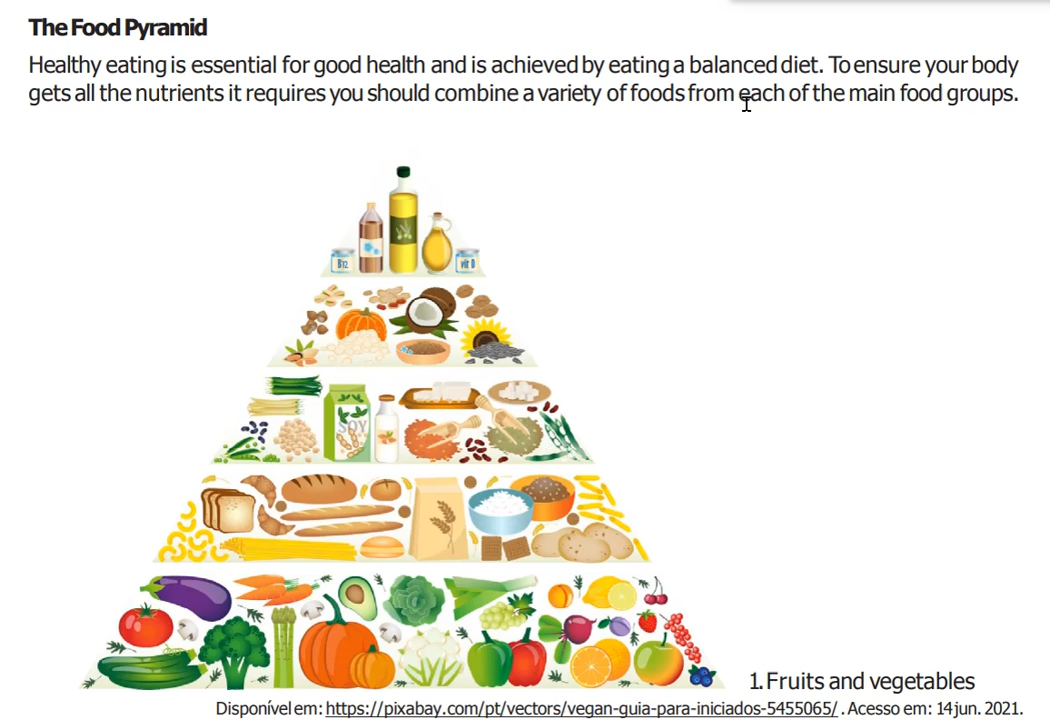 The Food Pyramid
Healthy eating is essential for good health and is achieved by eating a balanced diet. To ensure your body
gets all the nutrients it requires you should combine a variety of foods from each of the main food groups.
B12
vit D
SOY
1. Fruits and vegetables
Disponível em: https://pixabay.com/pt/vectors/vegan-guia-para-iniciados-5455065/ . Acesso em: 14 jun. 2021.